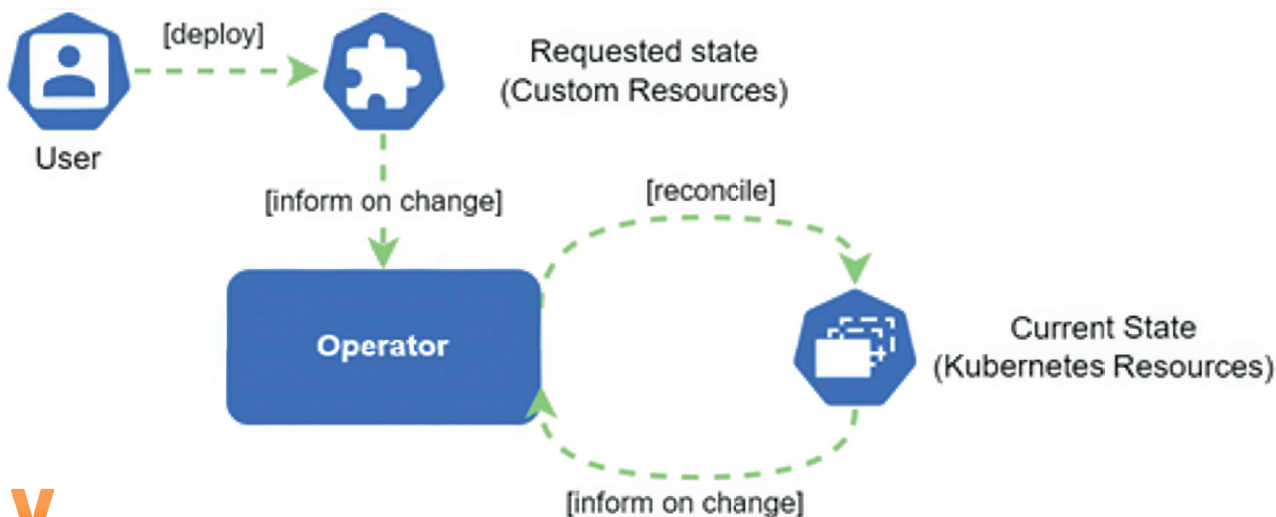 [deploy]
Requested state
(Custom Resources)
User
[inform on change]
[reconcile]
Operator
Current State
(Kubernetes Resources)
[inform on change]